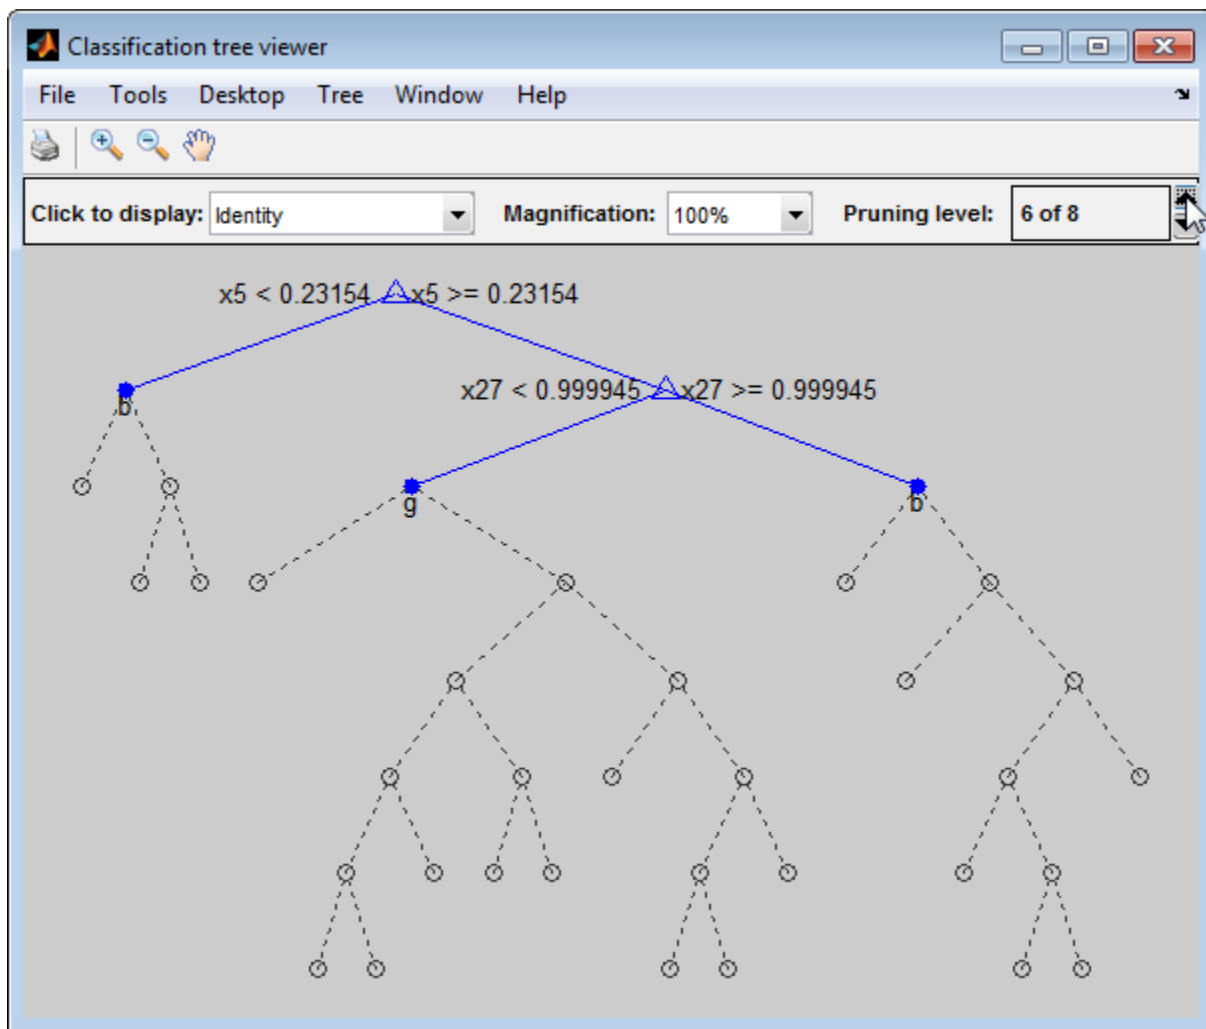 Classification tree viewer
File Tools Desktop Tree Window Help
Click to display: Identity Magnification: 100% Pruning level: 6 of 8
x5 < 0.23154 x5 >= 0.23154
x27 < 0.999945 x27 >= 0.999945
b
g b